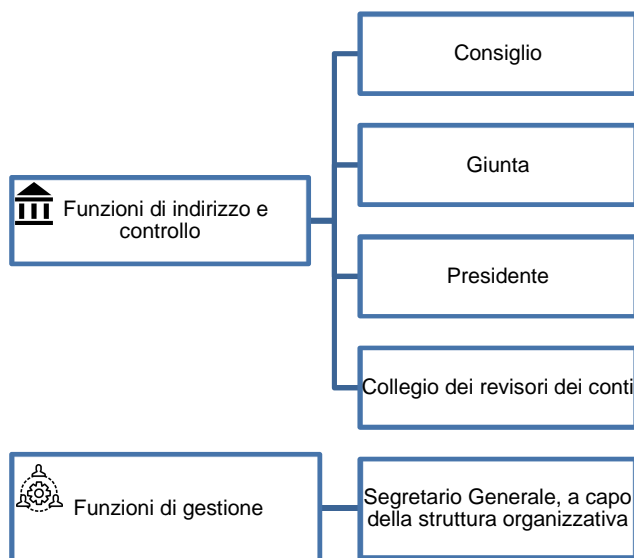 Funzioni di indirizzo e
controllo
Consiglio
Giunta
Presidente
Collegio dei revisori dei conti
Funzioni di gestione
Segretario Generale, a capo
della struttura organizzativa